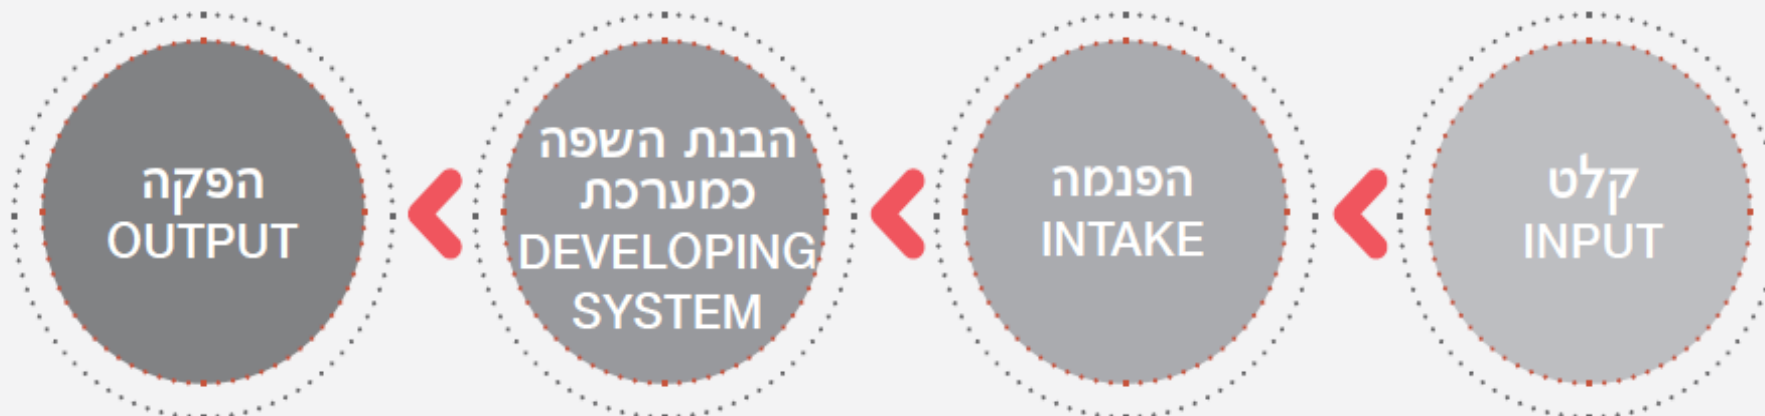 קלט
INPUT
הפנמה
INTAKE
הבנת השפה
כמערכת
DEVELOPING
SYSTEM
הפקה
OUTPUT